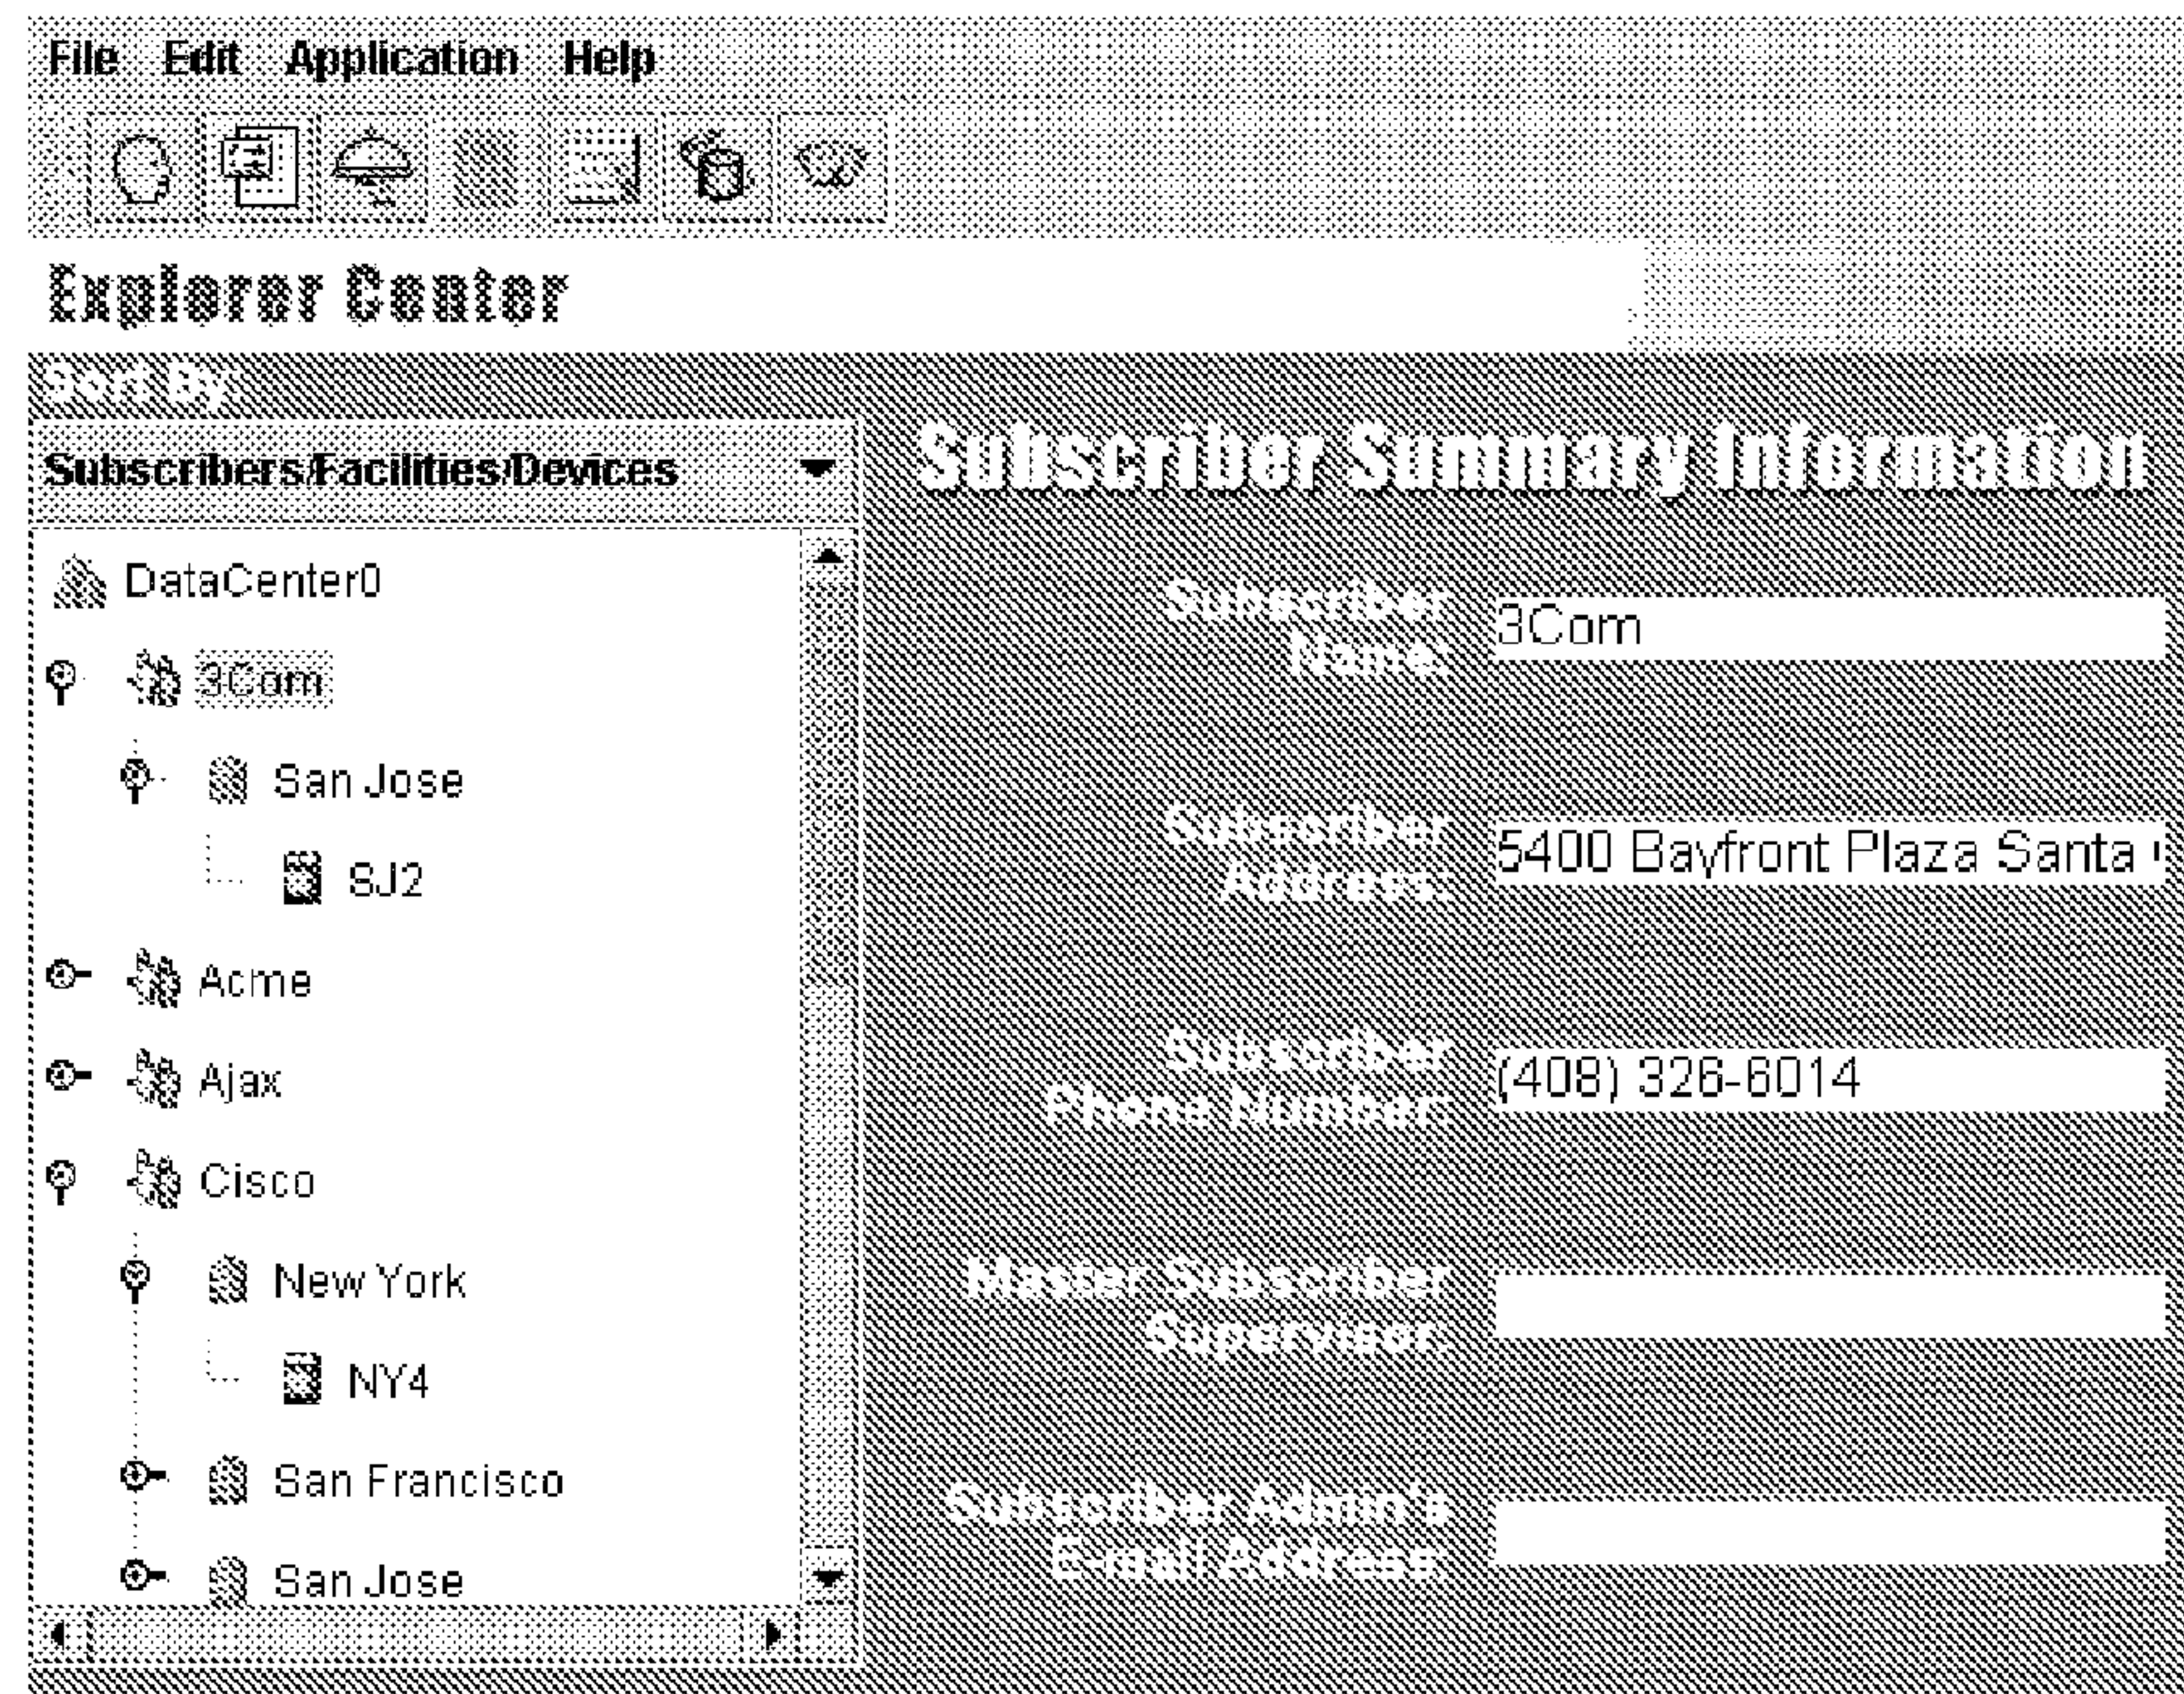 File Edit Application Help
Explorer Center
Sort By:
Subscribers/Facilities/Devices
DataCenter0
3Com
San Jose
SJ2
Acme
Ajax
Cisco
New York
NY4
San Francisco
San Jose
Subscriber Summary Information
Subscriber
Name:
3Com
Subscriber
Address:
5400 Bayfront Plaza Santa
Subscriber
Phone Number:
(408) 326-6014
Master Subscriber
Supervisor:
Subscriber Admin's
E-mail Address: